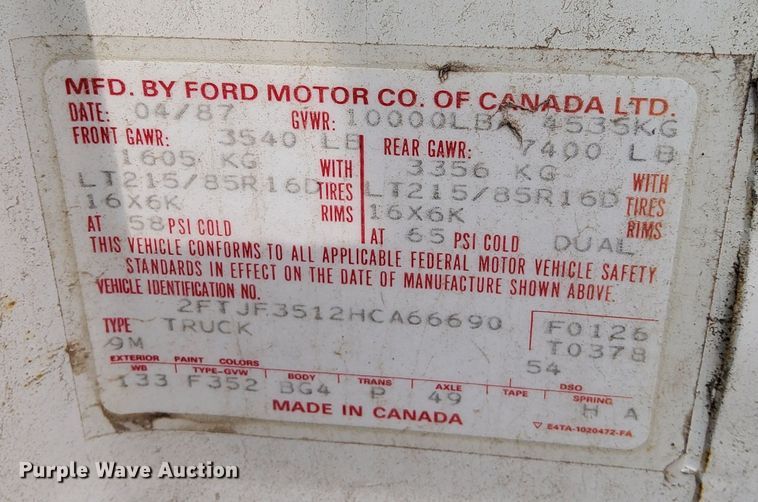 MFD. BY FORD MOTOR CO. OF CANADA LTD.
DATE: 04/87 GVWR: 10000LB/ 4535KG
FRONT GAWR: 3540 LB REAR GAWR: 7400 LB
1605 KG WITH 3356 KG WITH
LT215/85R16D TIRES LT215/85R16D TIRES
16X6K RIMS 16X6K RIMS
AT 58 PSI COLD AT 65 PSI COLD DUAL
THIS VEHICLE CONFORMS TO ALL APPLICABLE FEDERAL MOTOR VEHICLE SAFETY
STANDARDS IN EFFECT ON THE DATE OF MANUFACTURE SHOWN ABOVE.
VEHICLE IDENTIFICATION NO.
2FTJF3512HCA66690 F0126
TYPE TRUCK T0378
9M 54
EXTERIOR PAINT COLORS DSO
WB TYPE-GVW BODY TRANS AXLE TAPE SPRING
133 F352 BG4 P 49 H A
MADE IN CANADA
▽ E4TA-1020472-FA
Purple Wave Auction